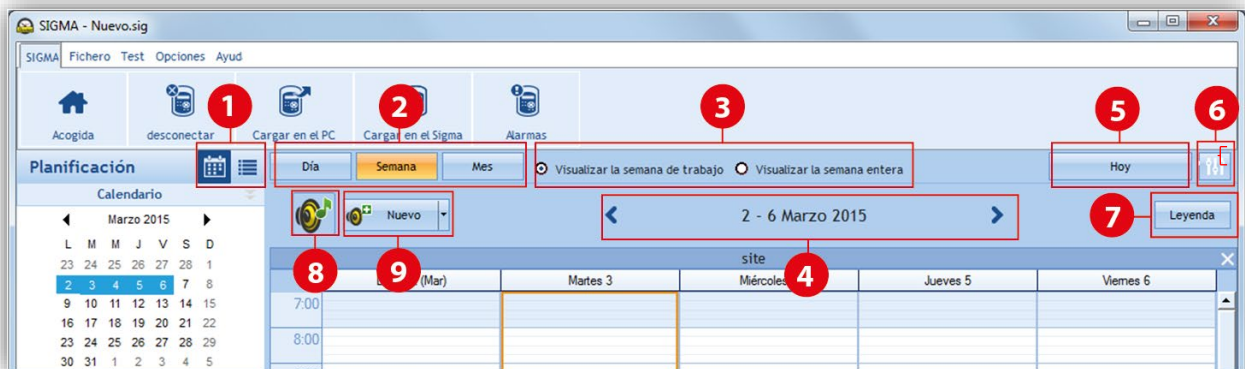 SIGMA - Nuevo.sig
SIGMA Fichero Test Opciones Ayud
Acogida desconectar Cargar en el PC Cargar en el Sigma Alarmas
1 2 3 5 6
Planificación Día Semana Mes Visualizar la semana de trabajo Visualizar la semana entera Hoy
Calendario
Marzo 2015 Nuevo 2 - 6 Marzo 2015 Leyenda
7
L M M J V S D
8 9 4
site
23 24 25 26 27 28 1
(Mar) Martes 3 Miércoles Jueves 5 Viernes 6
2 3 4 5 6 7 8
9 10 11 12 13 14 15
7:00
16 17 18 19 20 21 22
23 24 25 26 27 28 29
8:00
30 31 1 2 3 4 5